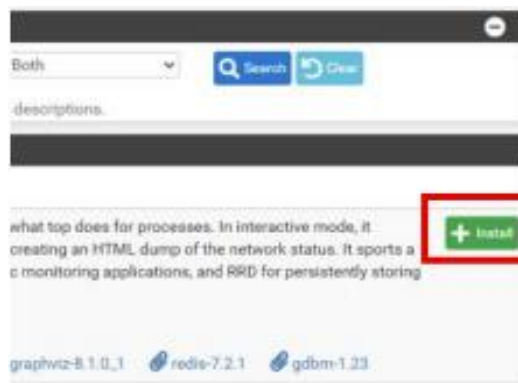 Both
Search
Clear
descriptions.
what top does for processes. In interactive mode, it
creating an HTML dump of the network status. It sports a
c monitoring applications, and RRD for persistently storing
Install
graphviz-8.1.0_1 redis-7.2.1 gdbm-1.23